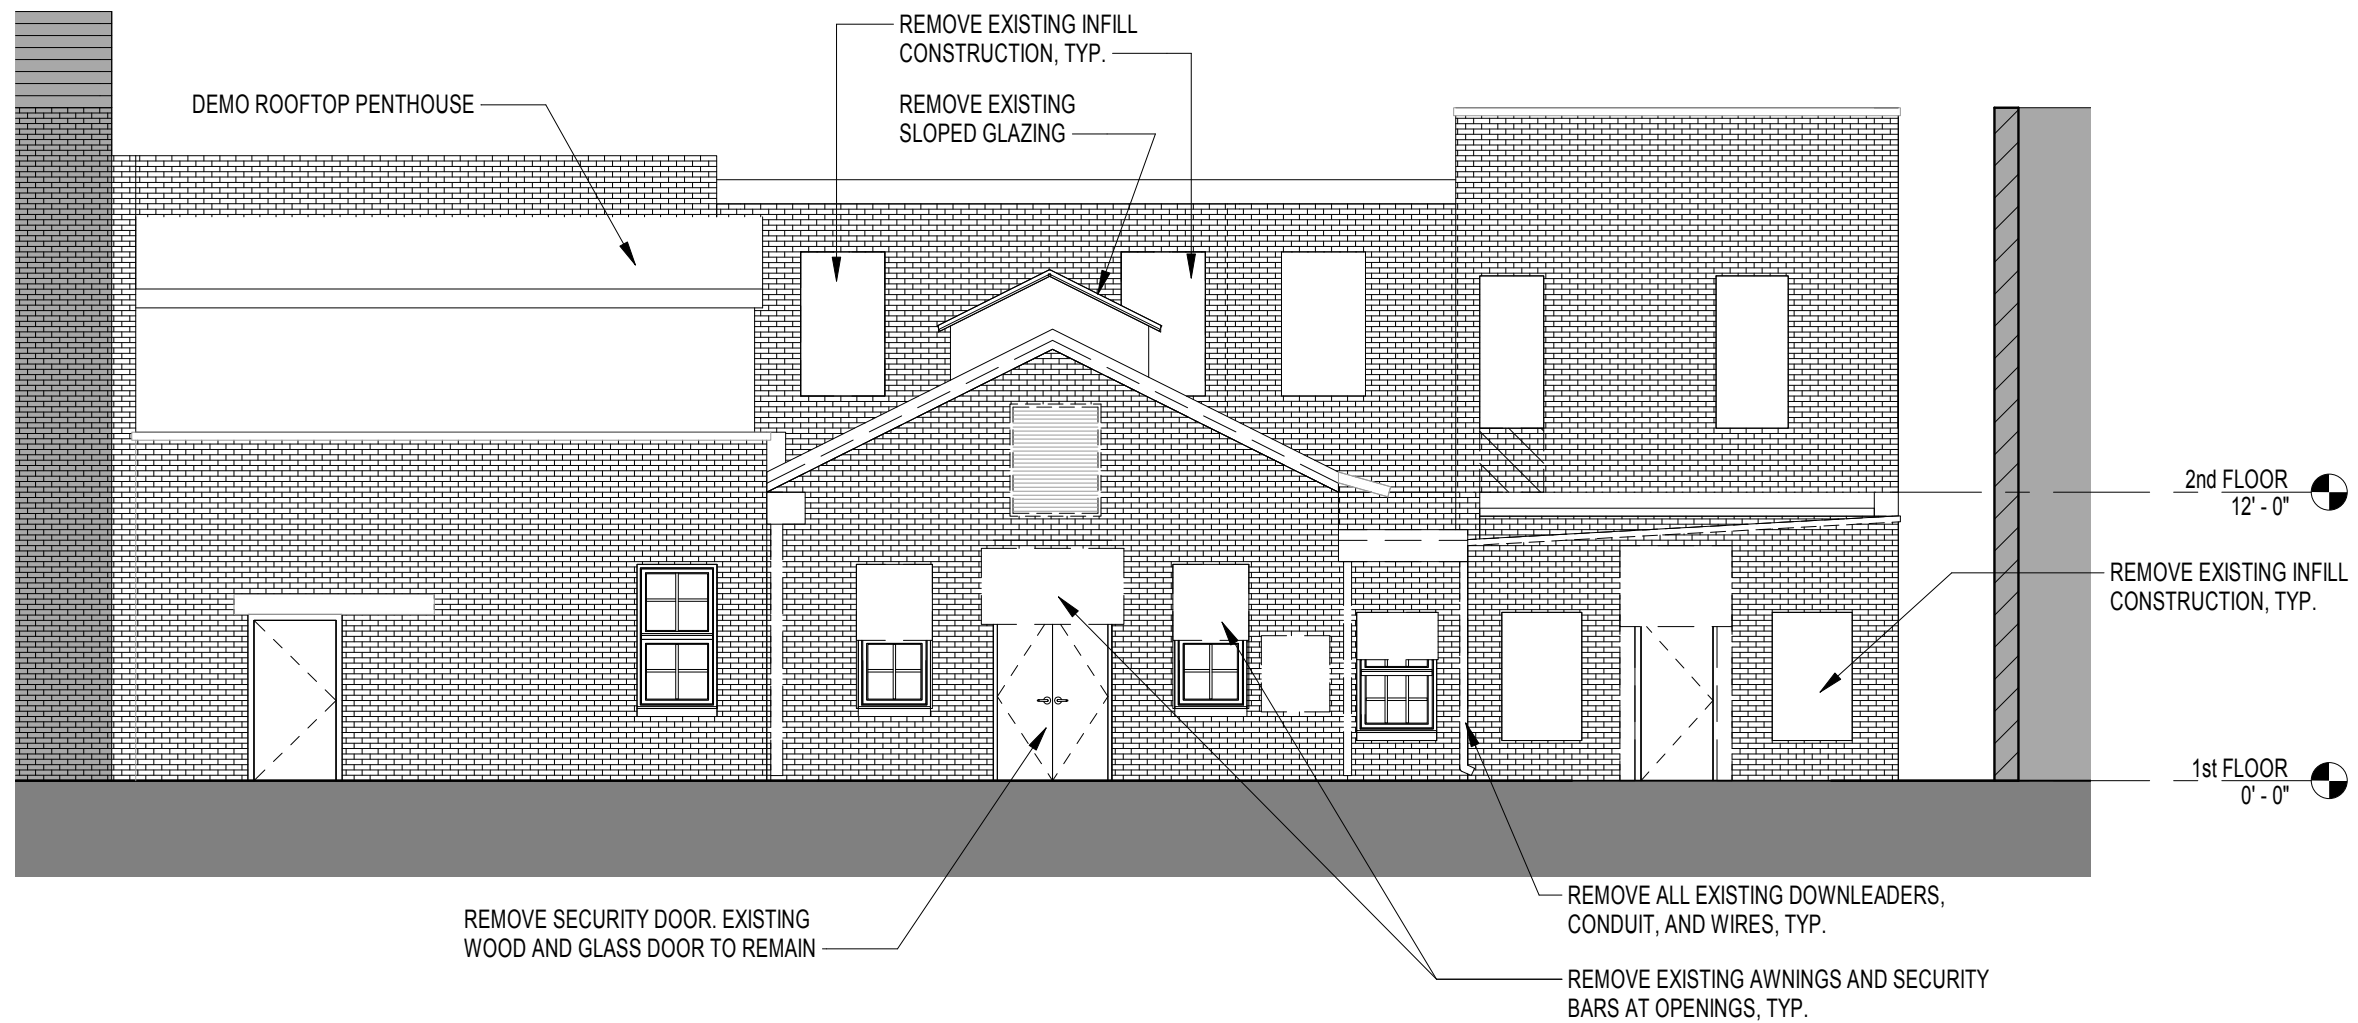 REMOVE EXISTING INFILL
CONSTRUCTION, TYP.
DEMO ROOFTOP PENTHOUSE
REMOVE EXISTING
SLOPED GLAZING
2nd FLOOR
12' - 0"
REMOVE EXISTING INFILL
CONSTRUCTION, TYP.
1st FLOOR
0' - 0"
REMOVE SECURITY DOOR. EXISTING
WOOD AND GLASS DOOR TO REMAIN
REMOVE ALL EXISTING DOWNLEADERS,
CONDUIT, AND WIRES, TYP.
REMOVE EXISTING AWNINGS AND SECURITY
BARS AT OPENINGS, TYP.